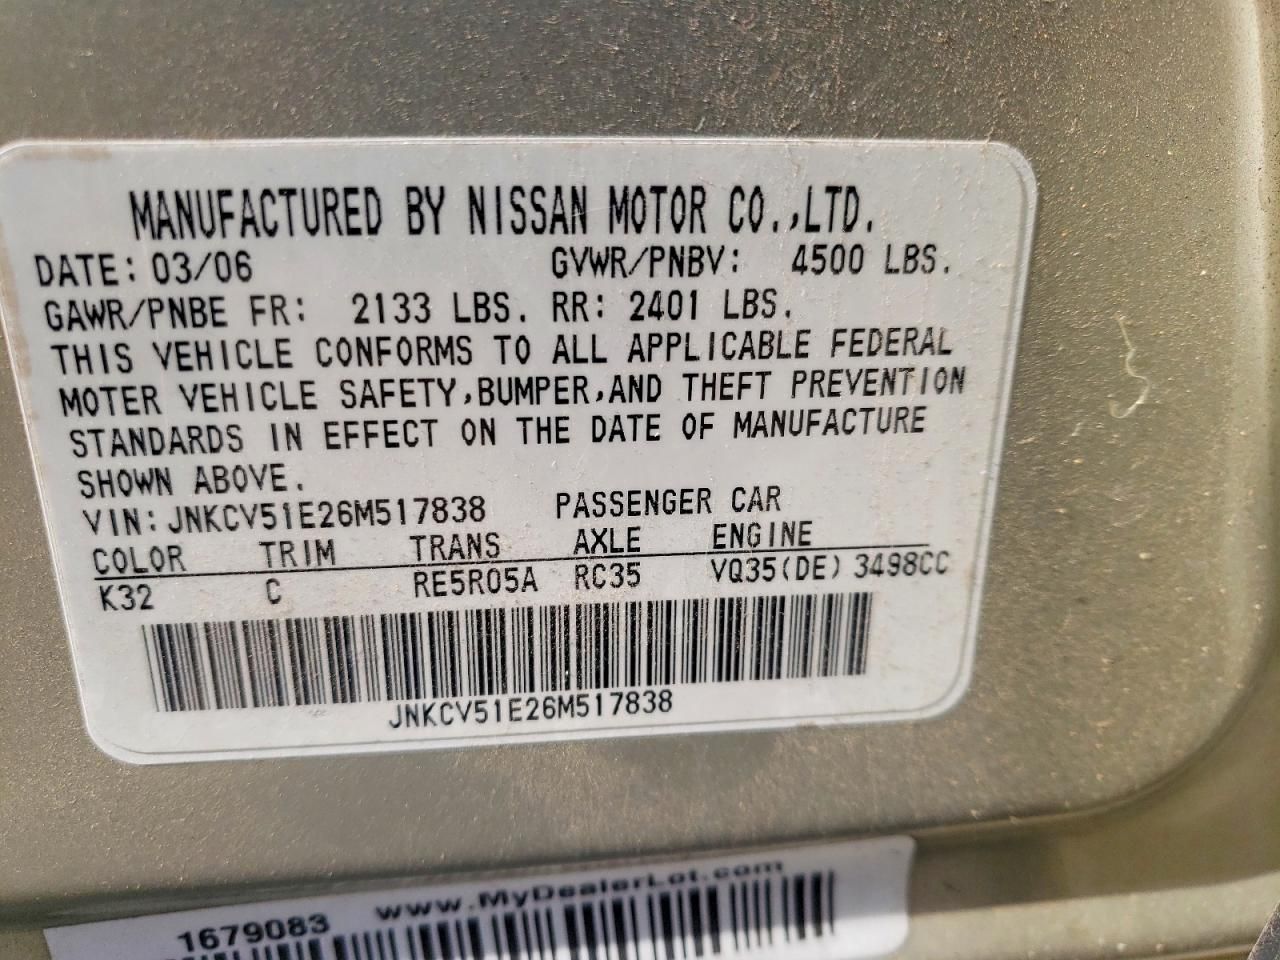 MANUFACTURED BY NISSAN MOTOR CO.,LTD.
DATE: 03/06 GVWR/PNBV: 4500 LBS.
GAWR/PNBE FR: 2133 LBS. RR: 2401 LBS.
THIS VEHICLE CONFORMS TO ALL APPLICABLE FEDERAL
MOTER VEHICLE SAFETY,BUMPER,AND THEFT PREVENTION
STANDARDS IN EFFECT ON THE DATE OF MANUFACTURE
SHOWN ABOVE.
VIN: JNKCV51E26M517838 PASSENGER CAR
COLOR TRIM TRANS AXLE ENGINE
K32 C RE5R05A RC35 VQ35(DE) 3498CC
JNKCV51E26M517838
1679083 www.MyDealerLot.com